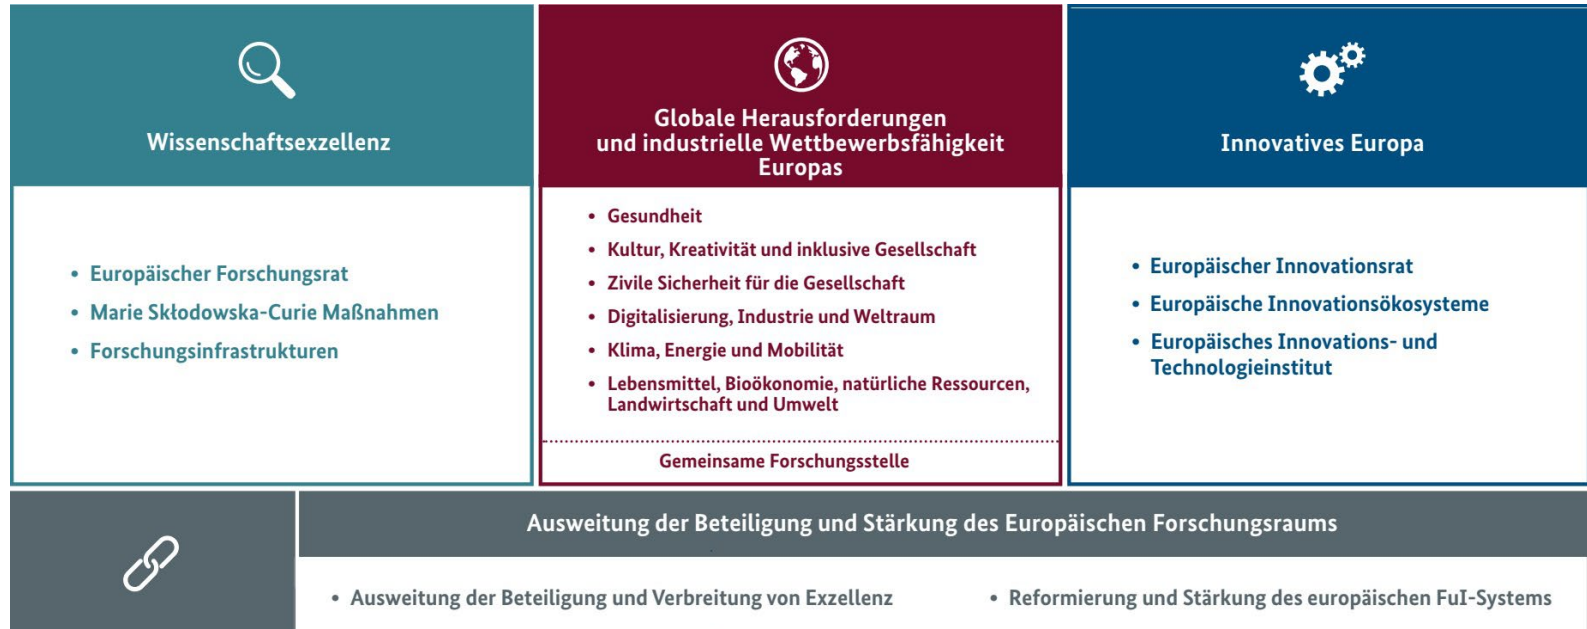 Wissenschaftsexzellenz
• Europäischer Forschungsrat
• Marie Skłodowska-Curie Maßnahmen
• Forschungsinfrastrukturen
Globale Herausforderungen
und industrielle Wettbewerbsfähigkeit
Europas
• Gesundheit
• Kultur, Kreativität und inklusive Gesellschaft
• Zivile Sicherheit für die Gesellschaft
• Digitalisierung, Industrie und Weltraum
• Klima, Energie und Mobilität
• Lebensmittel, Bioökonomie, natürliche Ressourcen,
Landwirtschaft und Umwelt
Gemeinsame Forschungsstelle
Innovatives Europa
• Europäischer Innovationsrat
• Europäische Innovationsökosysteme
• Europäisches Innovations- und
Technologieinstitut
Ausweitung der Beteiligung und Stärkung des Europäischen Forschungsraums
• Ausweitung der Beteiligung und Verbreitung von Exzellenz
• Reformierung und Stärkung des europäischen FuI-Systems